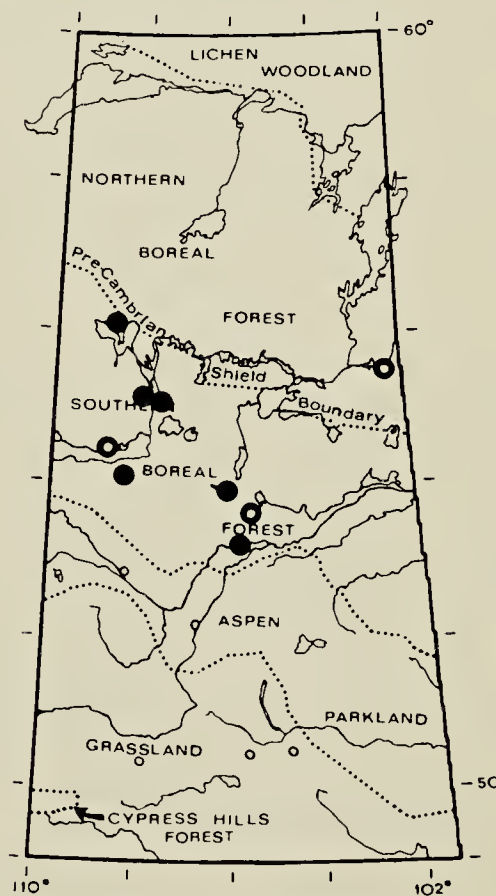 60°
LICHEN
WOODLAND
NORTHERN
BOREAL
FOREST
PreCambrian
Shield
Boundary
SOUTHE N
BOREAL
FOREST
ASPEN
PARKLAND
GRASSLAND
50
CYPRESS HILLS
FOREST
110°
102°